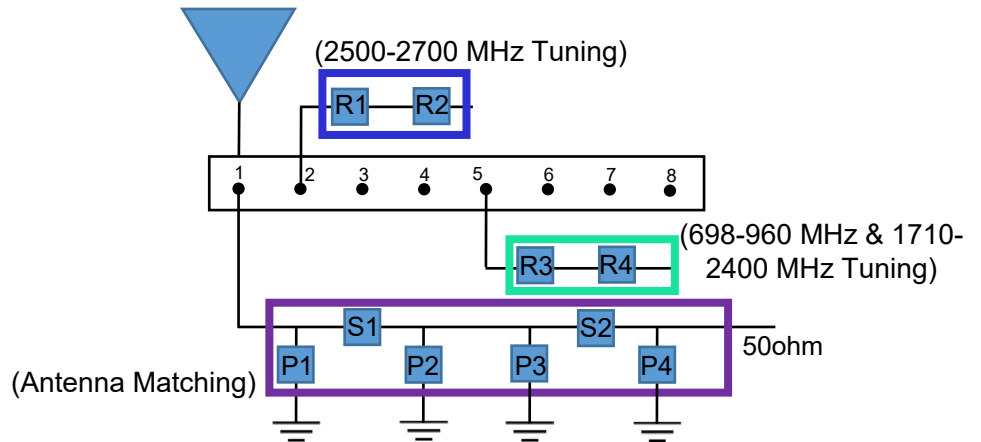 (2500-2700 MHz Tuning)
R1 R2
1 2 3 4 5 6 7 8
(698-960 MHz & 1710-
2400 MHz Tuning)
R3 R4
S1 S2
50ohm
P1 P2 P3 P4
(Antenna Matching)